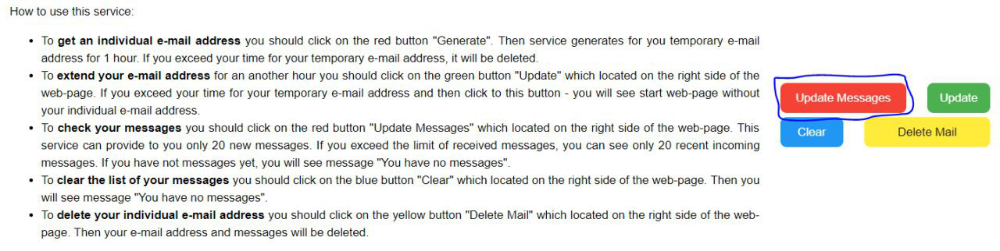 How to use this service:
• To get an individual e-mail address you should click on the red button "Generate". Then service generates for you temporary e-mail
address for 1 hour. If you exceed your time for your temporary e-mail address, it will be deleted.
• To extend your e-mail address for an another hour you should click on the green button "Update" which located on the right side of the
web-page. If you exceed your time for your temporary e-mail address and then click to this button - you will see start web-page without
your individual e-mail address.
• To check your messages you should click on the red button "Update Messages" which located on the right side of the web-page. This
service can provide to you only 20 new messages. If you exceed the limit of received messages, you can see only 20 recent incoming
messages. If you have not messages yet, you will see message "You have no messages".
• To clear the list of your messages you should click on the blue button "Clear" which located on the right side of the web-page. Then you
will see message "You have no messages".
• To delete your individual e-mail address you should click on the yellow button "Delete Mail" which located on the right side of the web-
page. Then your e-mail address and messages will be deleted.
Update Messages Update
Clear Delete Mail